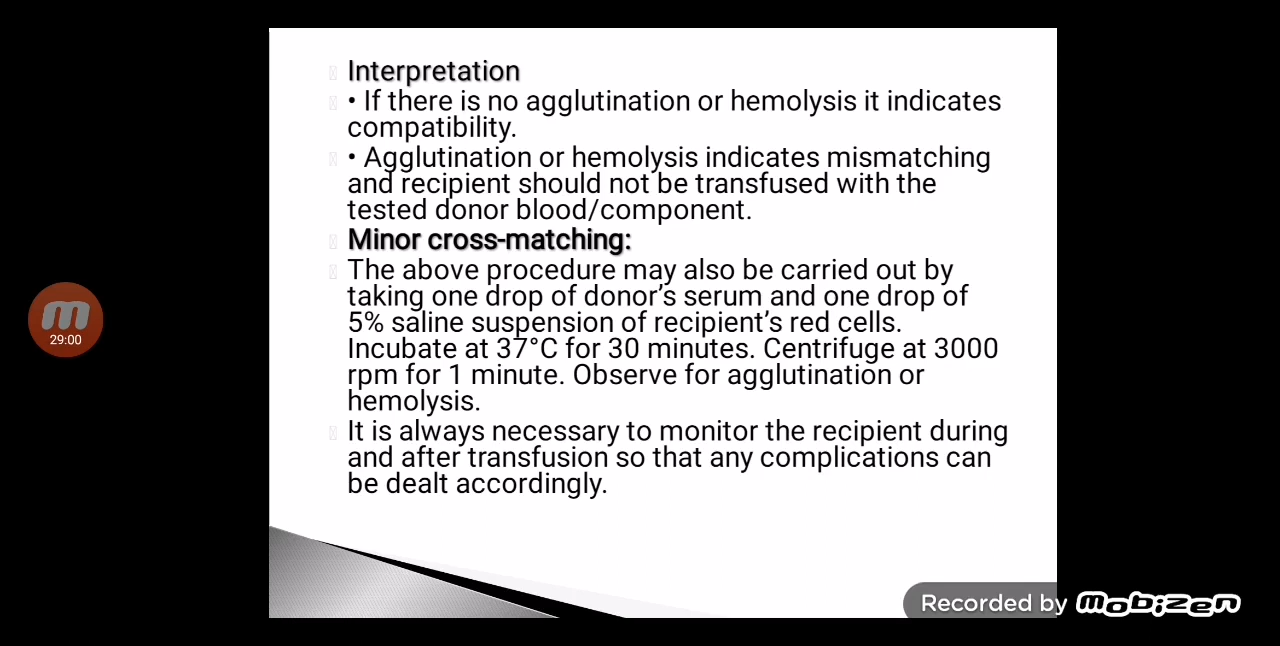 Interpretation
• If there is no agglutination or hemolysis it indicates
compatibility.
• Agglutination or hemolysis indicates mismatching
and recipient should not be transfused with the
tested donor blood/component.
Minor cross-matching:
The above procedure may also be carried out by
taking one drop of donor's serum and one drop of
5% saline suspension of recipient's red cells.
Incubate at 37°C for 30 minutes. Centrifuge at 3000
rpm for 1 minute. Observe for agglutination or
hemolysis.
It is always necessary to monitor the recipient during
and after transfusion so that any complications can
be dealt accordingly.
m
29:00
Recorded by mobizen